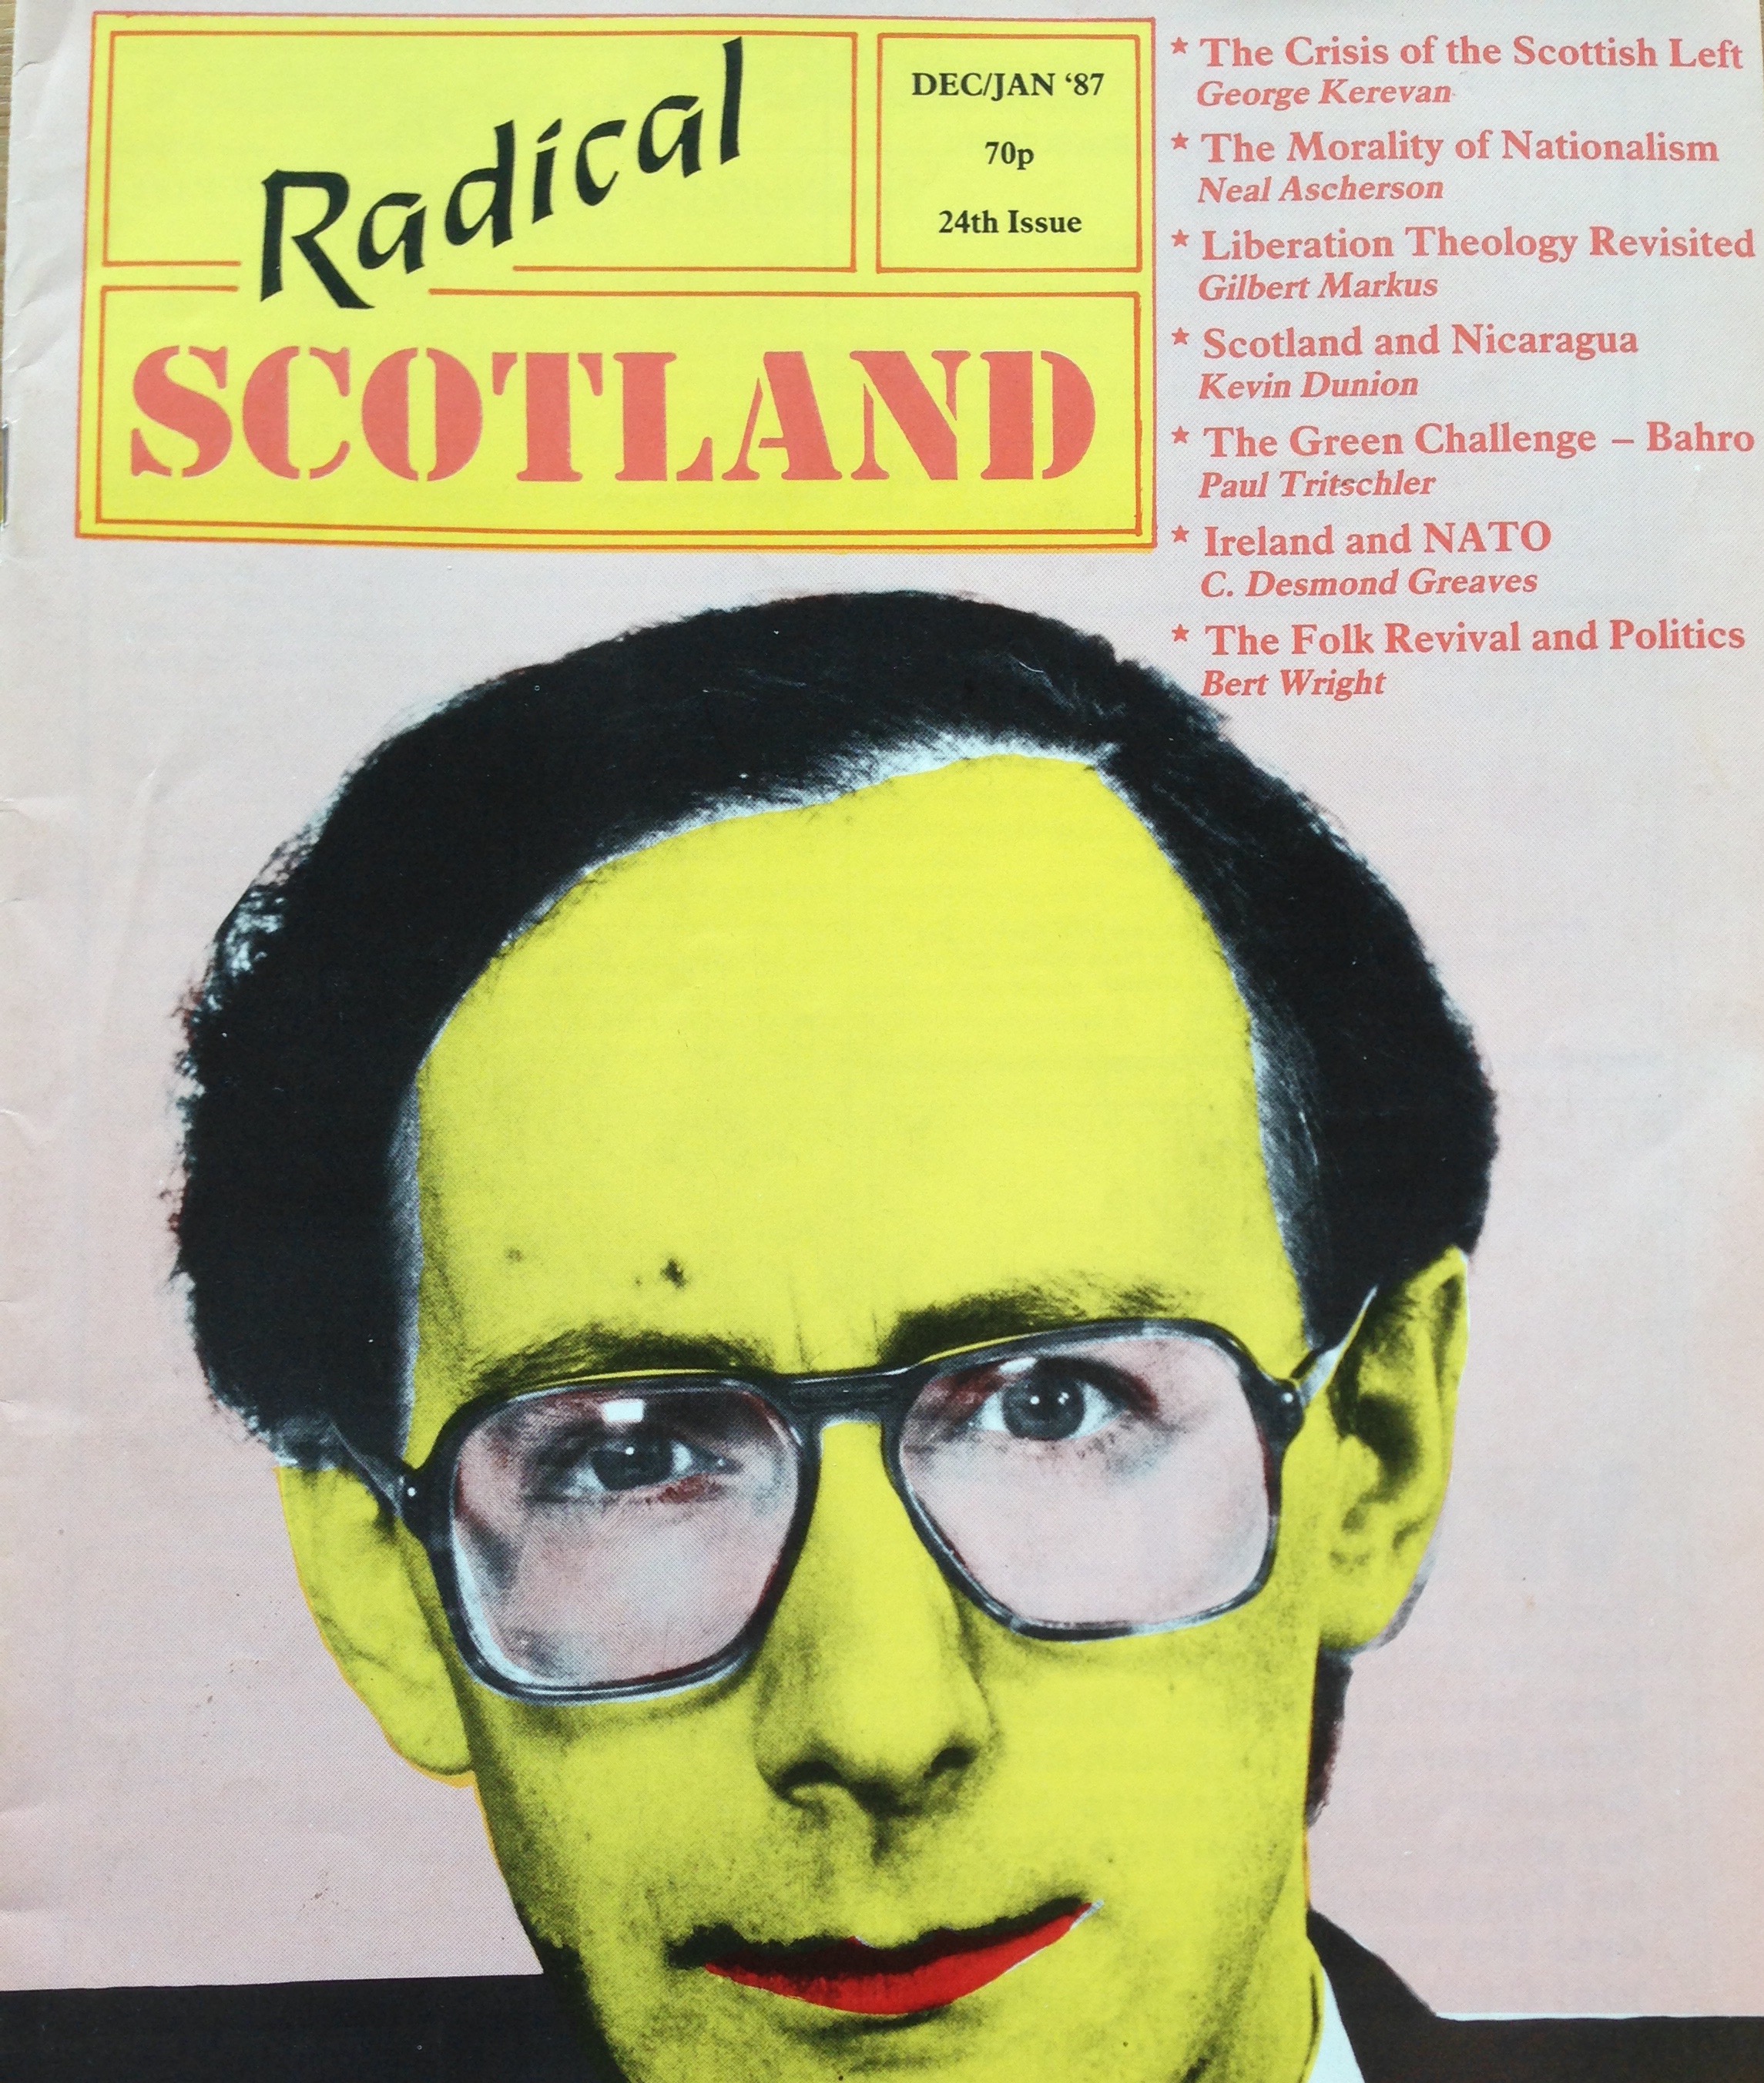 Radical
SCOTLAND
DEC/JAN ‘87
70p
24th Issue
* The Crisis of the Scottish Left
George Kerevan
* The Morality of Nationalism
Neal Ascherson
* Liberation Theology Revisited
Gilbert Markus
* Scotland and Nicaragua
Kevin Dunion
* The Green Challenge – Bahro
Paul Tritschler
* Ireland and NATO
C. Desmond Greaves
* The Folk Revival and Politics
Bert Wright